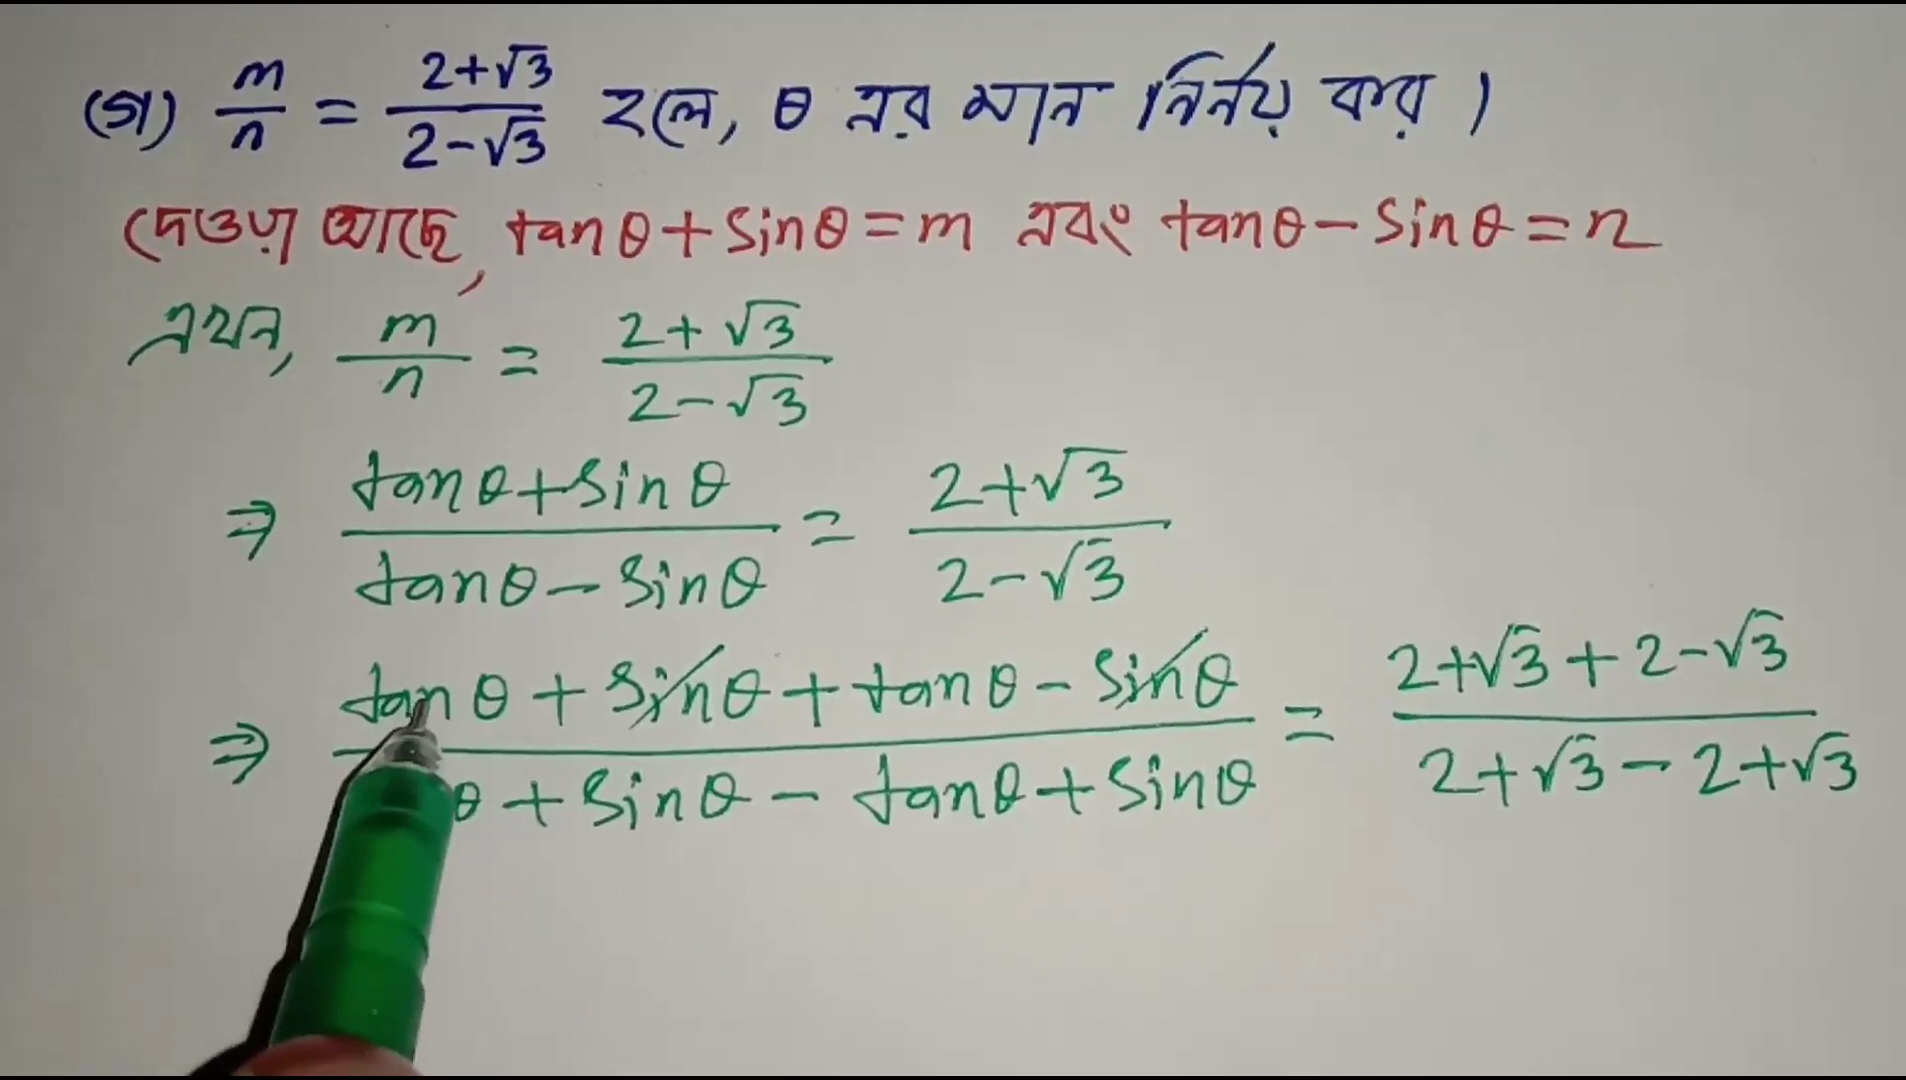 (গ) m/n = (2+√3)/(2-√3) হলে, θ এর মান নির্নয় কর।
দেওয়া আছে, tanθ + sinθ = m এবং tanθ - sinθ = n
এখন, m/n = (2+√3)/(2-√3)
⇒ (tanθ+sinθ)/(tanθ-sinθ) = (2+√3)/(2-√3)
⇒ (tanθ + sinθ + tanθ - sinθ)/(θ + sinθ - tanθ + sinθ) = (2+√3+2-√3)/(2+√3-2+√3)